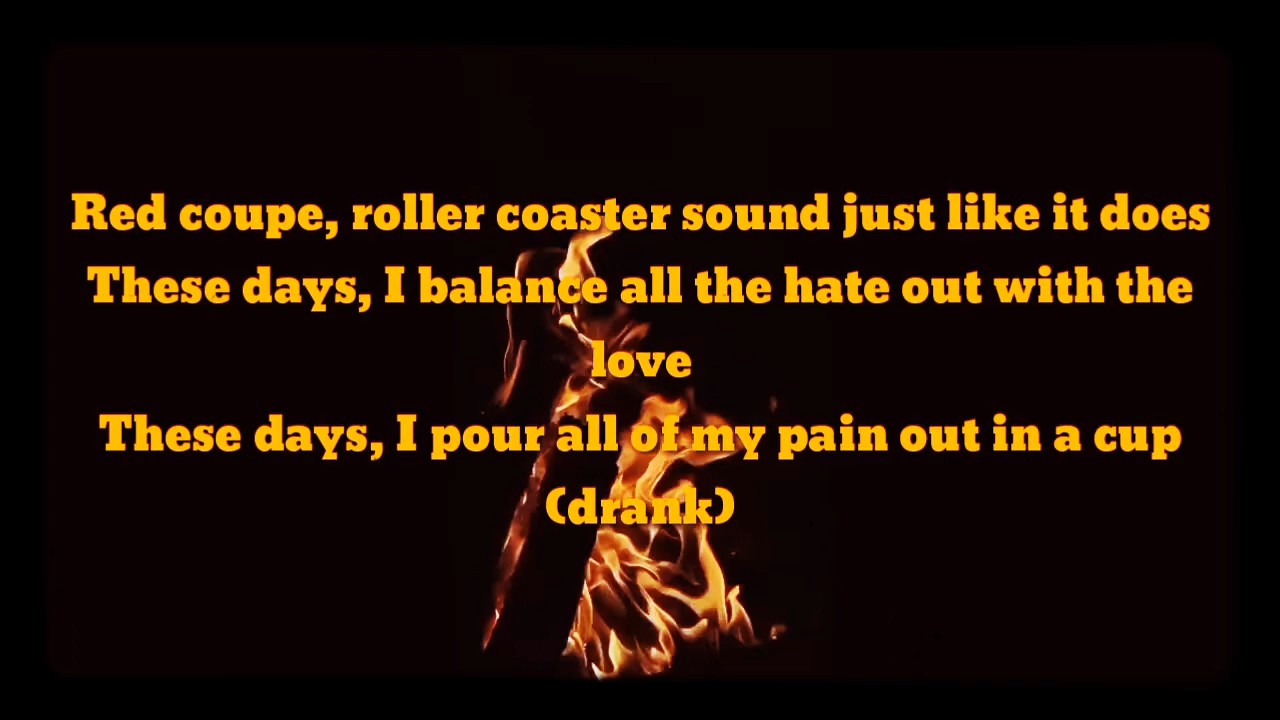 Red coupe, roller coaster sound just like it does
These days, I balance all the hate out with the
love
These days, I pour all of my pain out in a cup
(drank)